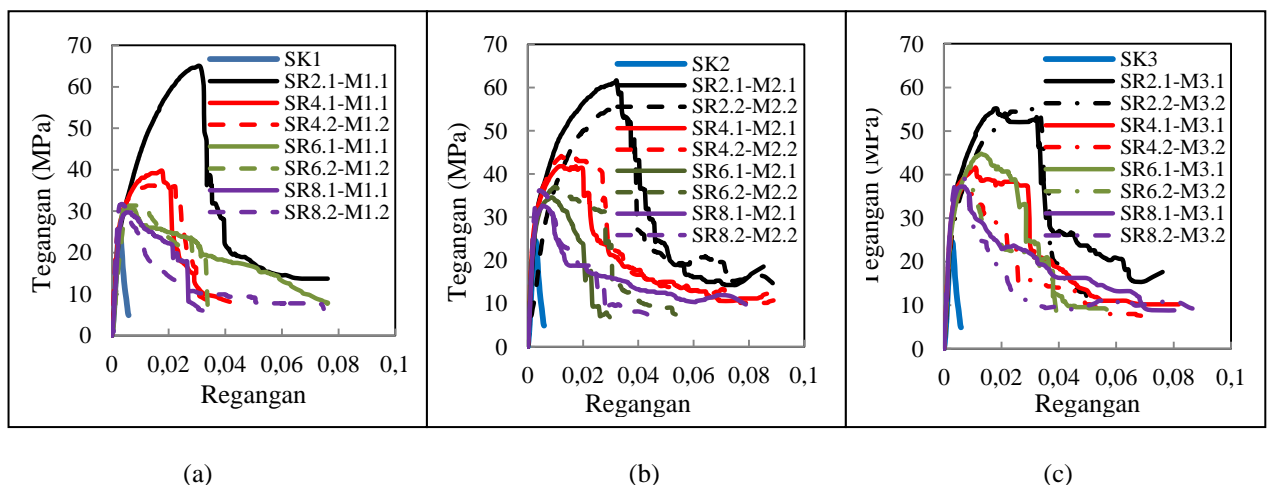 70
60
50
40
30
20
10
0
Tegangan (MPa)
0 0,02 0,04 0,06 0,08 0,1
Regangan
SK1
SR2.1-M1.1
SR4.1-M1.1
SR4.2-M1.2
SR6.1-M1.1
SR6.2-M1.2
SR8.1-M1.1
SR8.2-M1.2
70
60
50
40
30
20
10
0
Tegangan (MPa)
0 0,02 0,04 0,06 0,08 0,1
Regangan
SK2
SR2.1-M2.1
SR2.2-M2.2
SR4.1-M2.1
SR4.2-M2.2
SR6.1-M2.1
SR6.2-M2.2
SR8.1-M2.1
SR8.2-M2.2
70
60
50
40
30
20
10
0
Tegangan (MPa)
0 0,02 0,04 0,06 0,08 0,1
Regangan
SK3
SR2.1-M3.1
SR2.2-M3.2
SR4.1-M3.1
SR4.2-M3.2
SR6.1-M3.1
SR6.2-M3.2
SR8.1-M3.1
SR8.2-M3.2
(a) (b) (c)